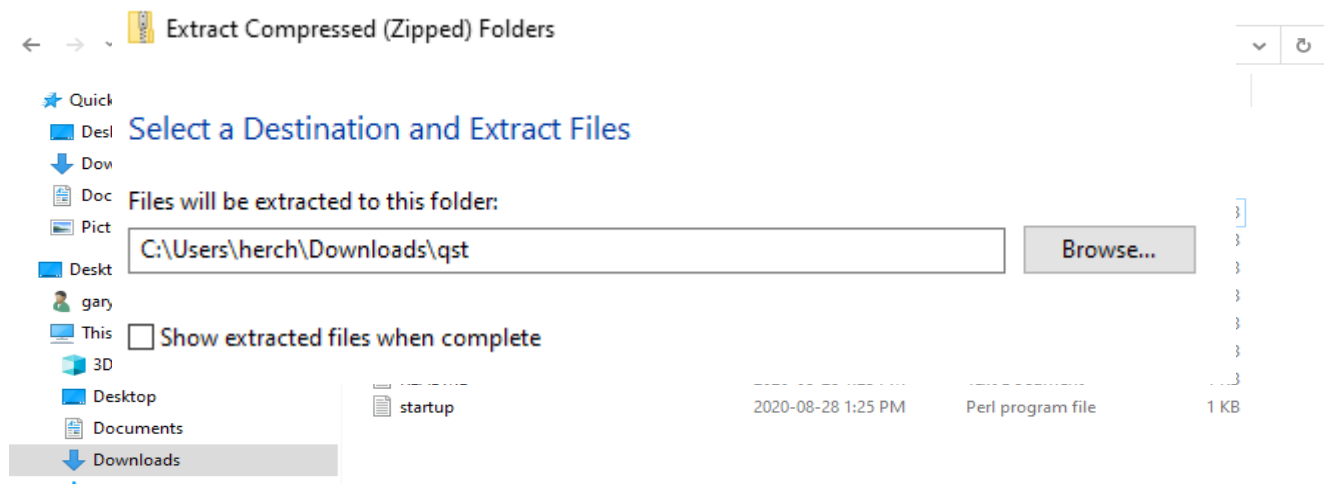 Extract Compressed (Zipped) Folders
Select a Destination and Extract Files
Files will be extracted to this folder:
C:\Users\herch\Downloads\qst
Browse...
Show extracted files when complete
Quick
Desl
Dow
Doc
Pict
Deskt
gary
This
3D
Desktop
Documents
Downloads
startup 2020-08-28 1:25 PM Perl program file 1 KB